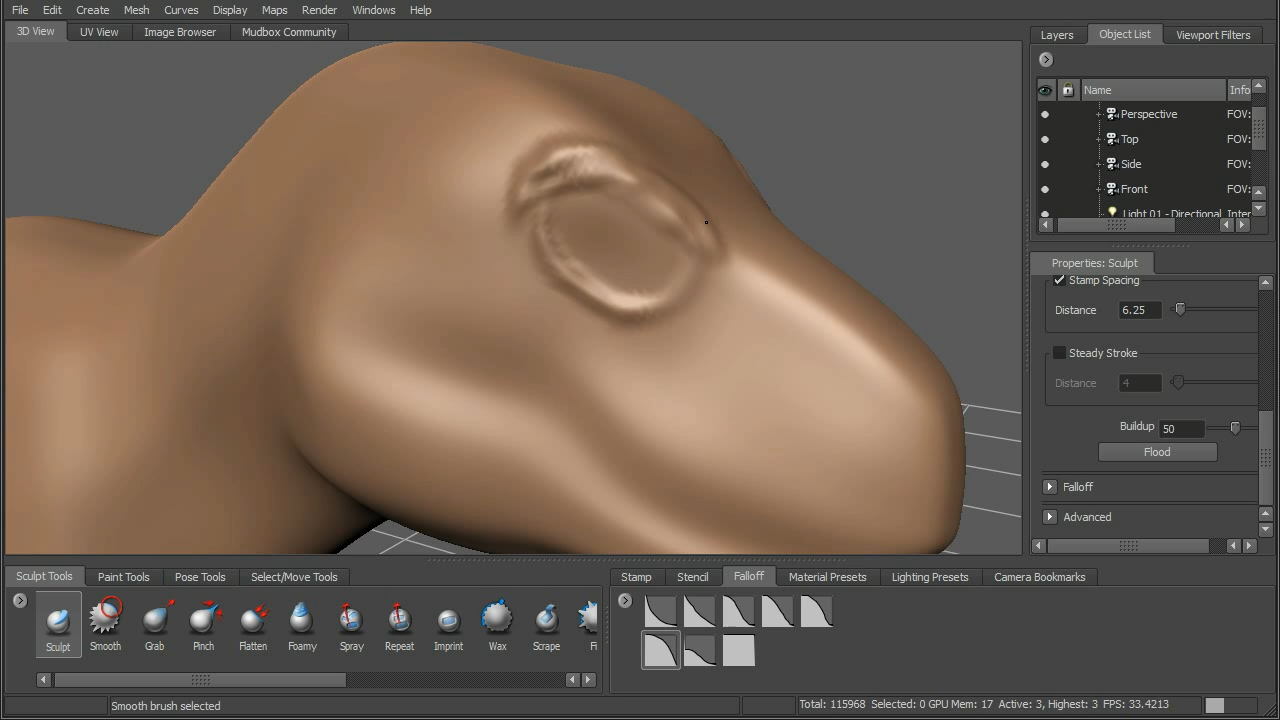 File Edit Create Mesh Curves Display Maps Render Windows Help
3D View UV View Image Browser Mudbox Community
Layers Object List Viewport Filters
Name Info
Perspective FOV:
Top FOV:
Side FOV:
Front FOV:
Light 01 - Directional Inter
Properties: Sculpt
Stamp Spacing
Distance 6.25
Steady Stroke
Distance 4
Buildup 50
Flood
Falloff
Advanced
Sculpt Tools Paint Tools Pose Tools Select/Move Tools
Stamp Stencil Falloff Material Presets Lighting Presets Camera Bookmarks
Sculpt Smooth Grab Pinch Flatten Foamy Spray Repeat Imprint Wax Scrape Fi
Smooth brush selected
Total: 115968 Selected: 0 GPU Mem: 17 Active: 3, Highest: 3 FPS: 33.4213